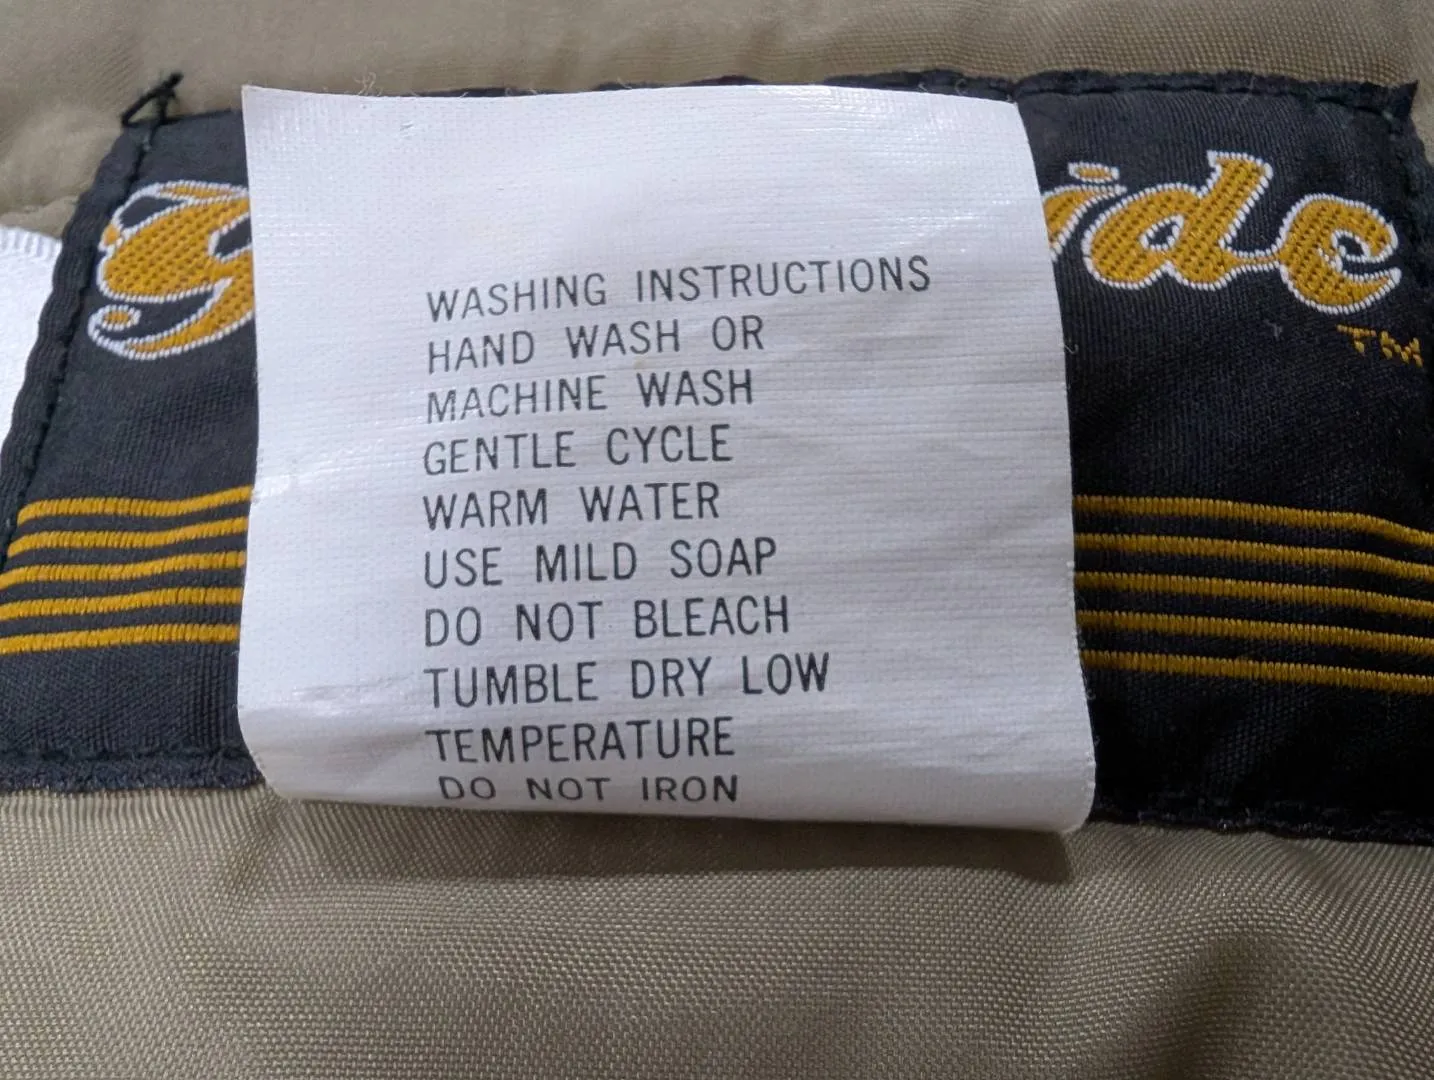 WASHING INSTRUCTIONS
HAND WASH OR
MACHINE WASH
GENTLE CYCLE
WARM WATER
USE MILD SOAP
DO NOT BLEACH
TUMBLE DRY LOW
TEMPERATURE
DO NOT IRON
TM